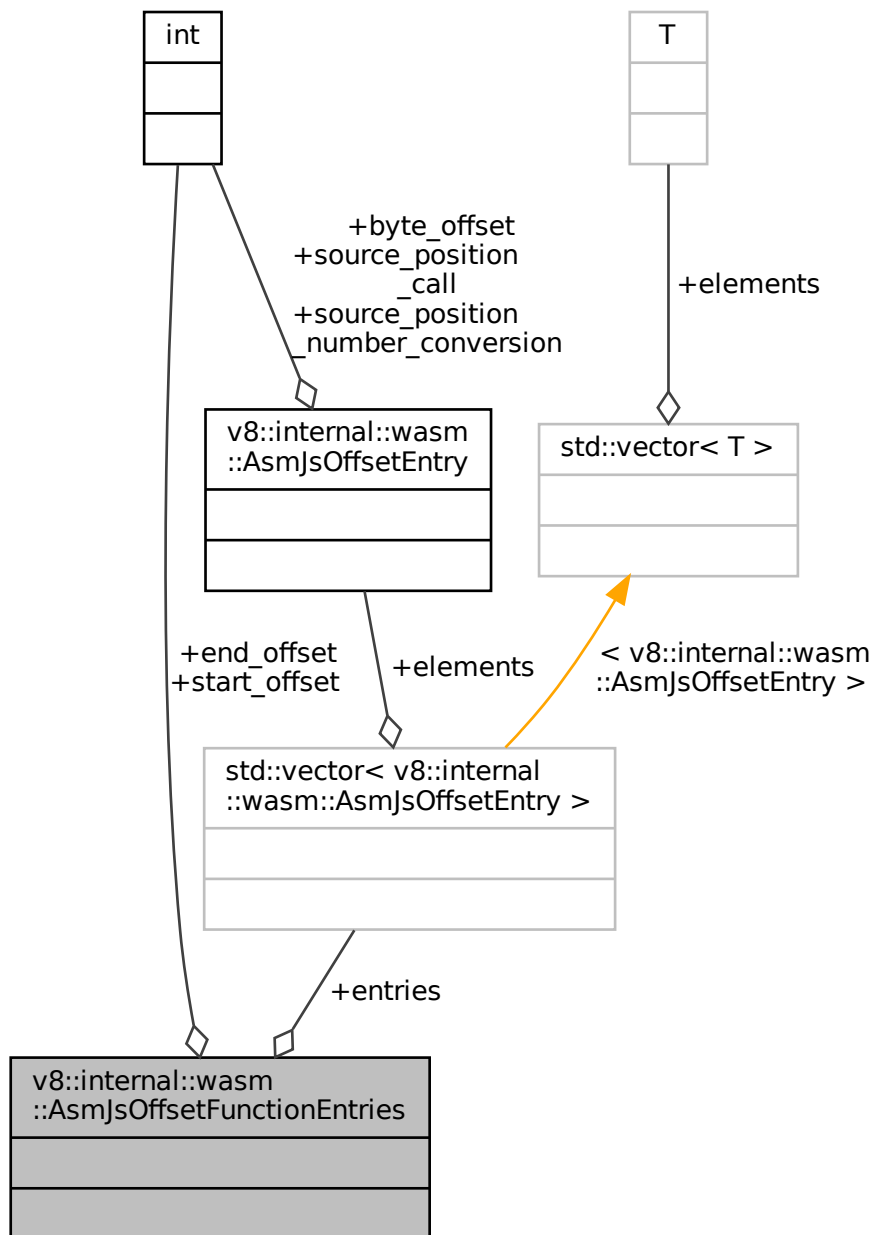 int
T
+byte_offset
+source_position
_call
+source_position
_number_conversion
+elements
v8::internal::wasm
::AsmJsOffsetEntry
std::vector< T >
+end_offset
+start_offset
+elements
< v8::internal::wasm
::AsmJsOffsetEntry >
std::vector< v8::internal
::wasm::AsmJsOffsetEntry >
+entries
v8::internal::wasm
::AsmJsOffsetFunctionEntries